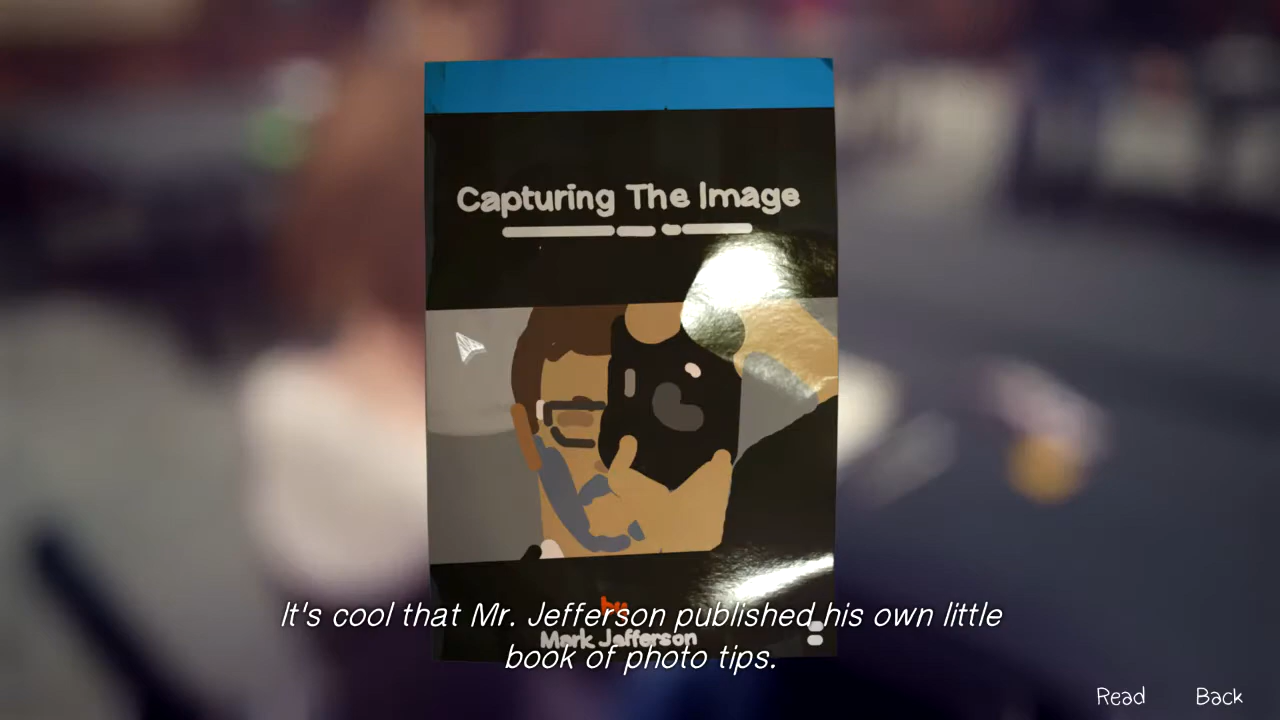 Capturing The Image
by
Mark Jefferson
It's cool that Mr. Jefferson published his own little
book of photo tips.
Read
Back